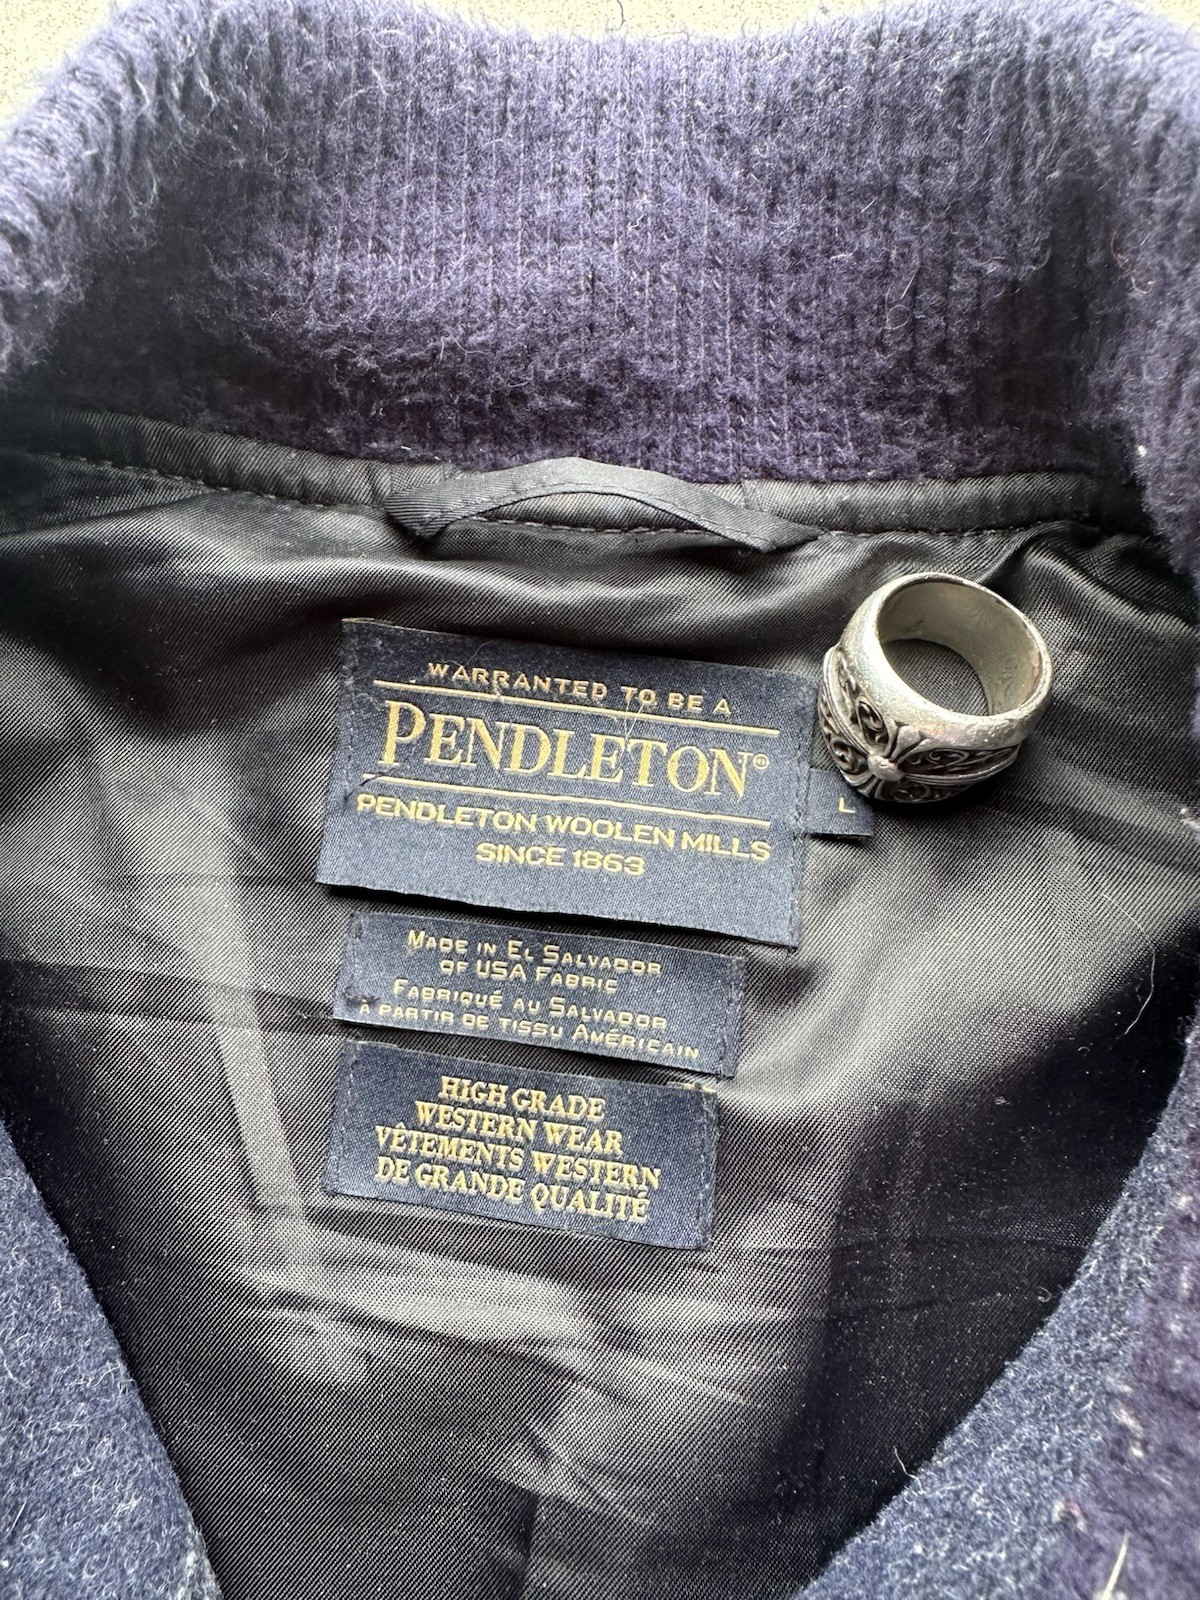 WARRANTED TO BE A
PENDLETON®
PENDLETON WOOLEN MILLS
SINCE 1863
L
MADE IN EL SALVADOR
OF USA FABRIC
FABRIQUÉ AU SALVADOR
À PARTIR DE TISSU AMÉRICAIN
HIGH GRADE
WESTERN WEAR
VÊTEMENTS WESTERN
DE GRANDE QUALITÉ